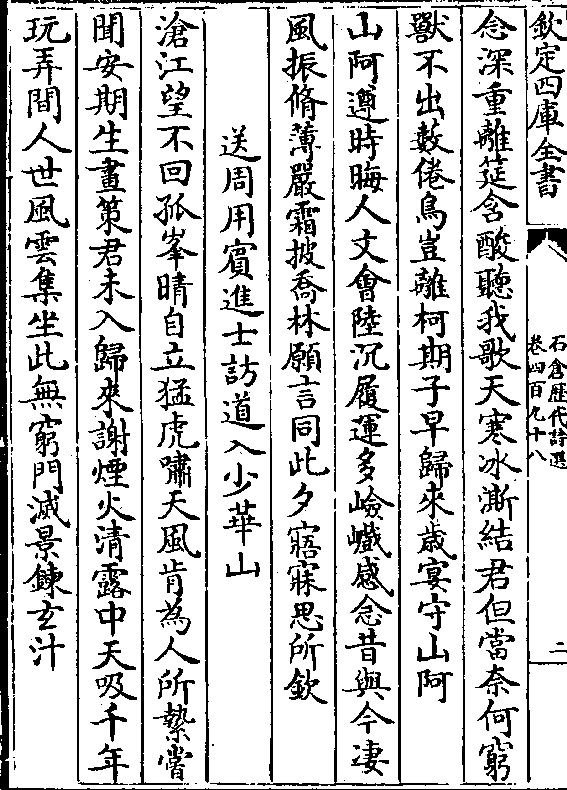 欽定四庫全書
石倉歷代詩選
卷四百九十八
二
念深重離筵含酸聽我歌天寒冰漸結君但當奈何窮
獸不出藪倦鳥豈離柯期子早歸來歲宴守山阿
山阿遵時晦人文會陸沉履運多嶮巇感念昔與今凄
風振脩薄嚴霜披喬林願言同此夕寤寐思所欽
送周用賓進士訪道入少華山
滄江望不回孤峯晴自立猛虎嘯天風肯為人所縶嘗
聞安期生畫策君未入歸來謝煙火清露中天吸千年
玩弄間人世風雲集坐此無窮門滅景鍊玄汁